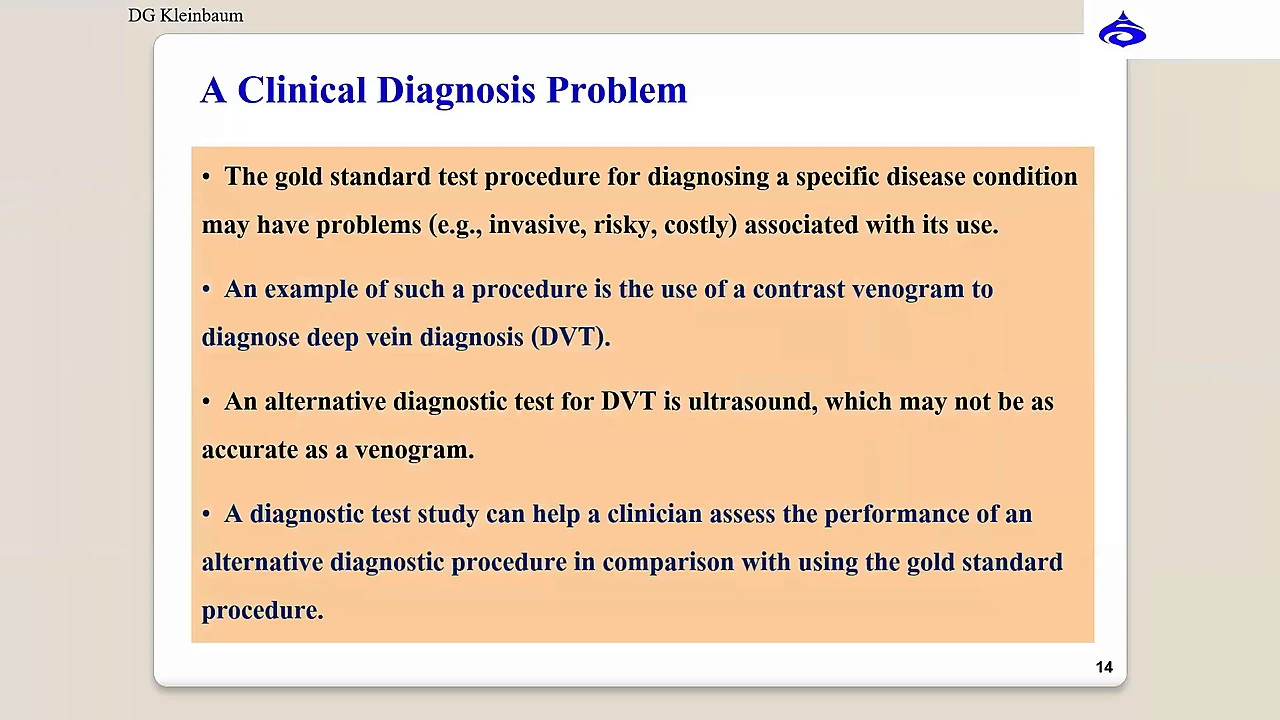 DG Kleinbaum
A Clinical Diagnosis Problem
• The gold standard test procedure for diagnosing a specific disease condition
may have problems (e.g., invasive, risky, costly) associated with its use.
• An example of such a procedure is the use of a contrast venogram to
diagnose deep vein diagnosis (DVT).
• An alternative diagnostic test for DVT is ultrasound, which may not be as
accurate as a venogram.
• A diagnostic test study can help a clinician assess the performance of an
alternative diagnostic procedure in comparison with using the gold standard
procedure.
14